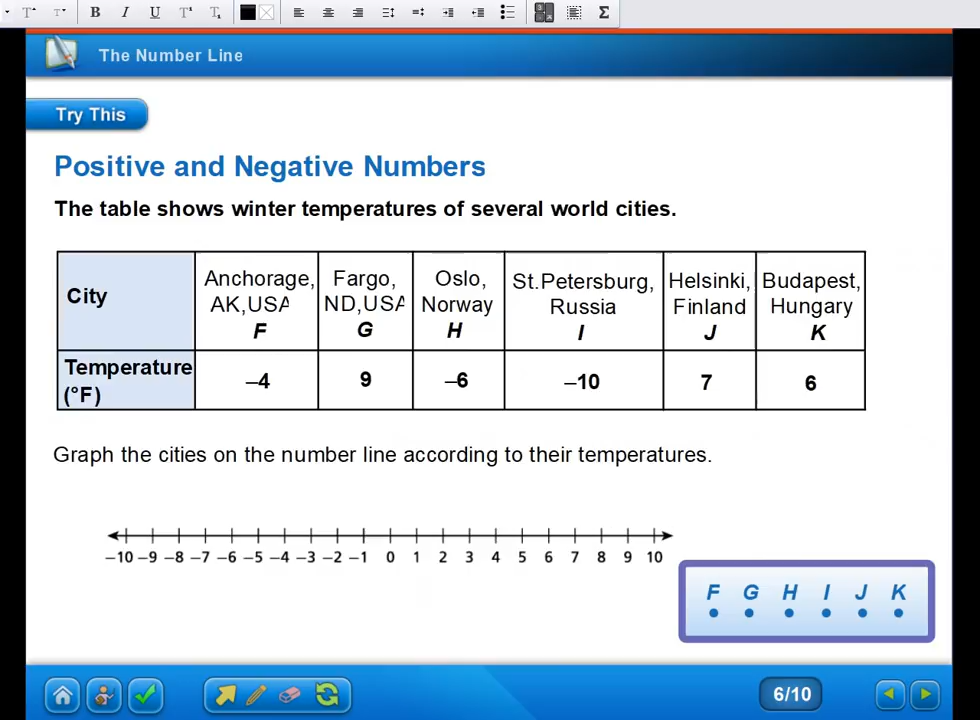 B I U T T Σ
The Number Line
Try This
Positive and Negative Numbers
The table shows winter temperatures of several world cities.
City
Anchorage, AK,USA F
Fargo, ND,USA G
Oslo, Norway H
St.Petersburg, Russia I
Helsinki, Finland J
Budapest, Hungary K
Temperature (°F)
–4 9 –6 –10 7 6
Graph the cities on the number line according to their temperatures.
–10 –9 –8 –7 –6 –5 –4 –3 –2 –1 0 1 2 3 4 5 6 7 8 9 10
F G H I J K
6/10